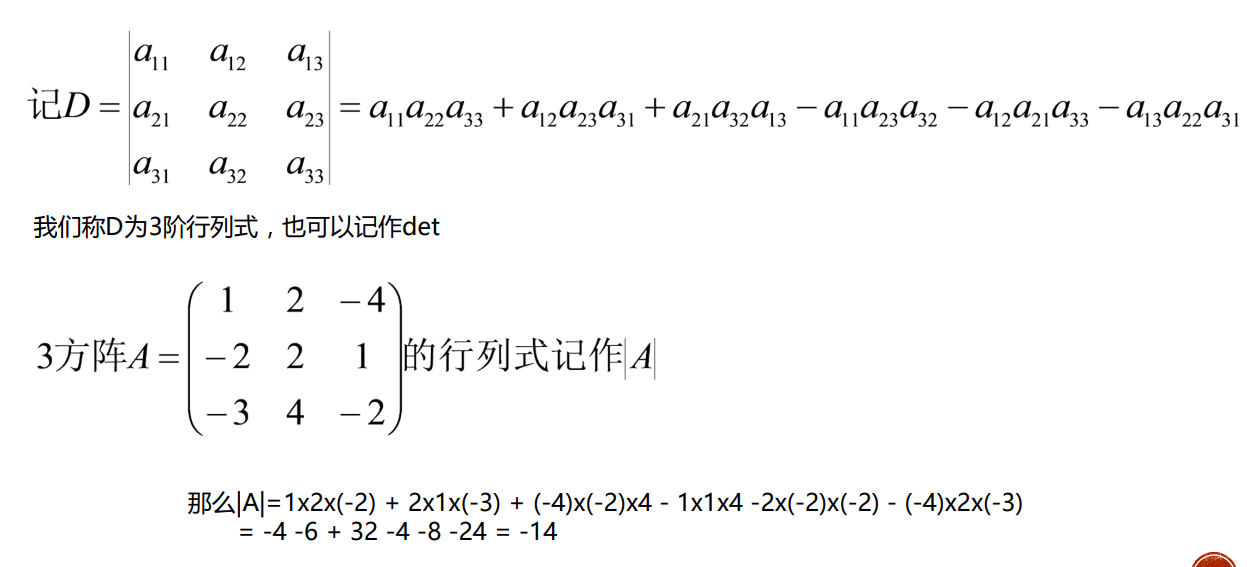 记D = |a11 a12 a13|
|a21 a22 a23| = a11a22a33 + a12a23a31 + a21a32a13 − a11a23a32 − a12a21a33 − a13a22a31
|a31 a32 a33|
我们称D为3阶行列式，也可以记作det
1 2 −4
3方阵A = ( −2 2 1 ) 的行列式记作|A|
−3 4 −2
那么|A|=1x2x(-2) + 2x1x(-3) + (-4)x(-2)x4 - 1x1x4 -2x(-2)x(-2) - (-4)x2x(-3)
= -4 -6 + 32 -4 -8 -24 = -14